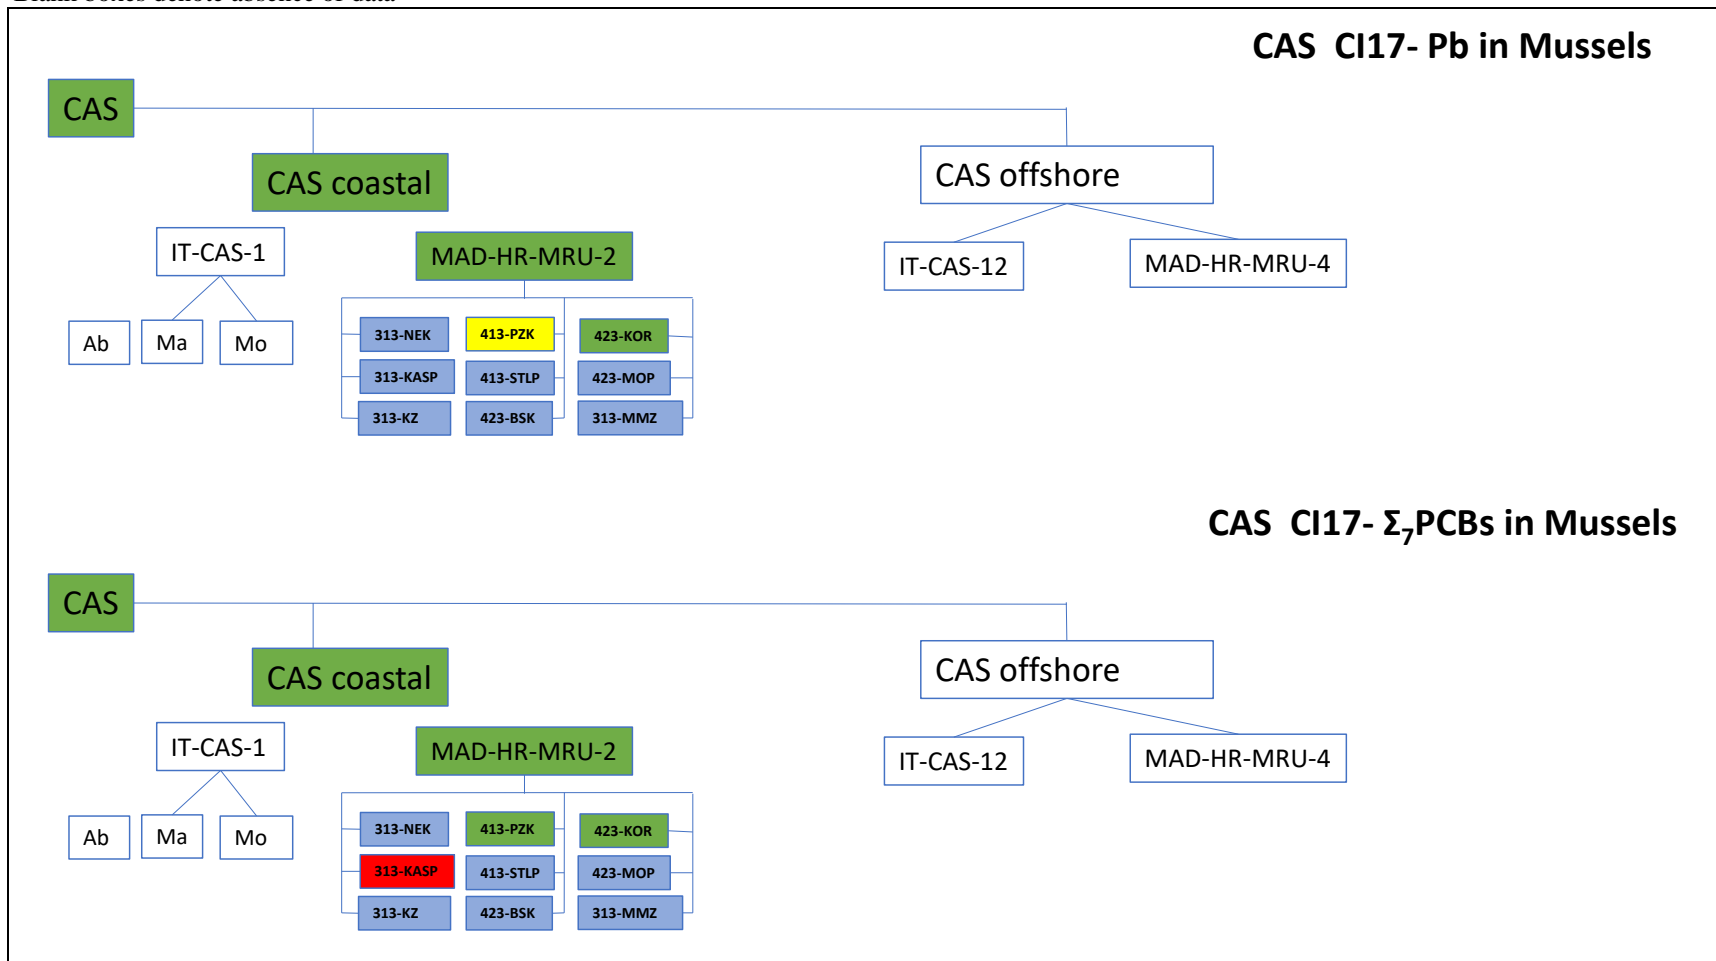 CAS CI17- Pb in Mussels
CAS
CAS coastal
CAS offshore
IT-CAS-1
MAD-HR-MRU-2
IT-CAS-12
MAD-HR-MRU-4
Ab
Ma
Mo
313-NEK
413-PZK
423-KOR
313-KASP
413-STLP
423-MOP
313-KZ
423-BSK
313-MMZ
CAS CI17- Σ₇PCBs in Mussels
CAS
CAS coastal
CAS offshore
IT-CAS-1
MAD-HR-MRU-2
IT-CAS-12
MAD-HR-MRU-4
Ab
Ma
Mo
313-NEK
413-PZK
423-KOR
313-KASP
413-STLP
423-MOP
313-KZ
423-BSK
313-MMZ